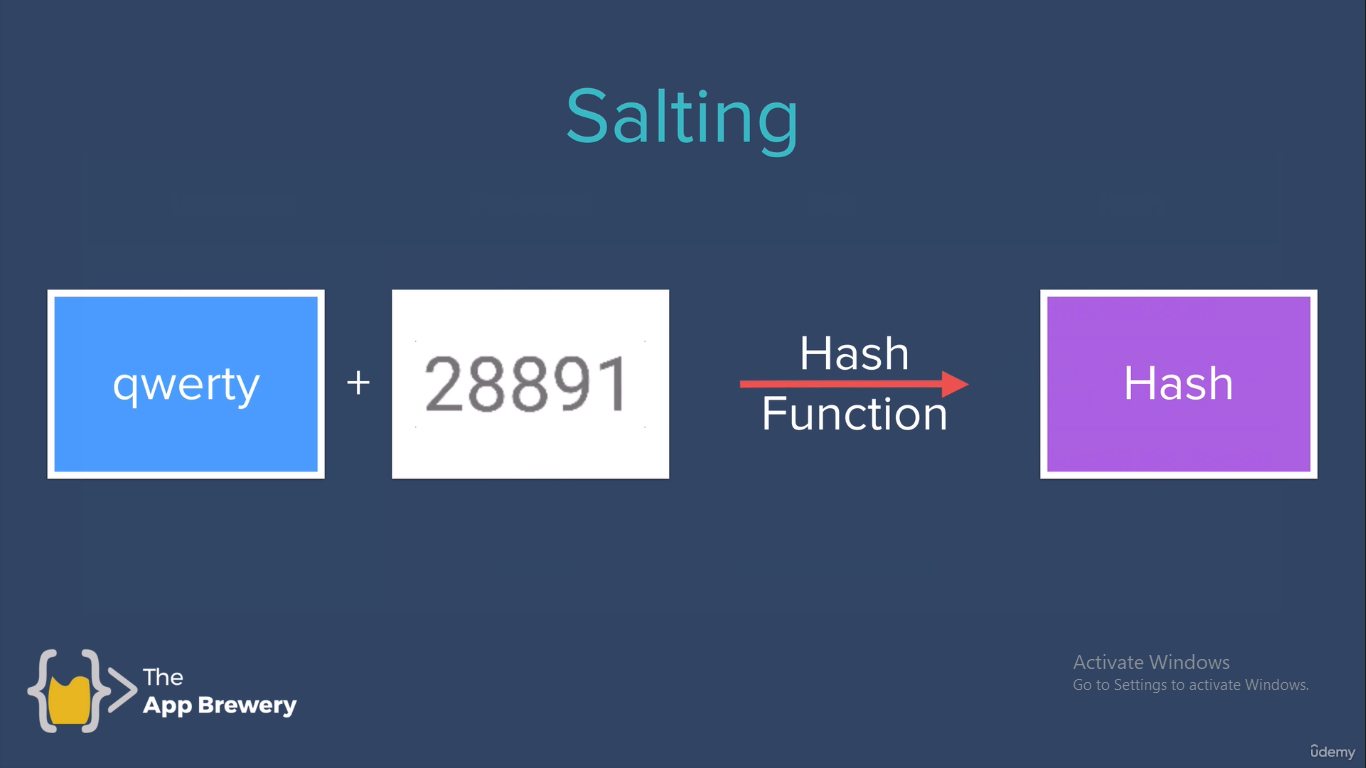 Salting
qwerty
+
28891
Hash
Function
Hash
The
App Brewery
Activate Windows
Go to Settings to activate Windows.
ûdemy